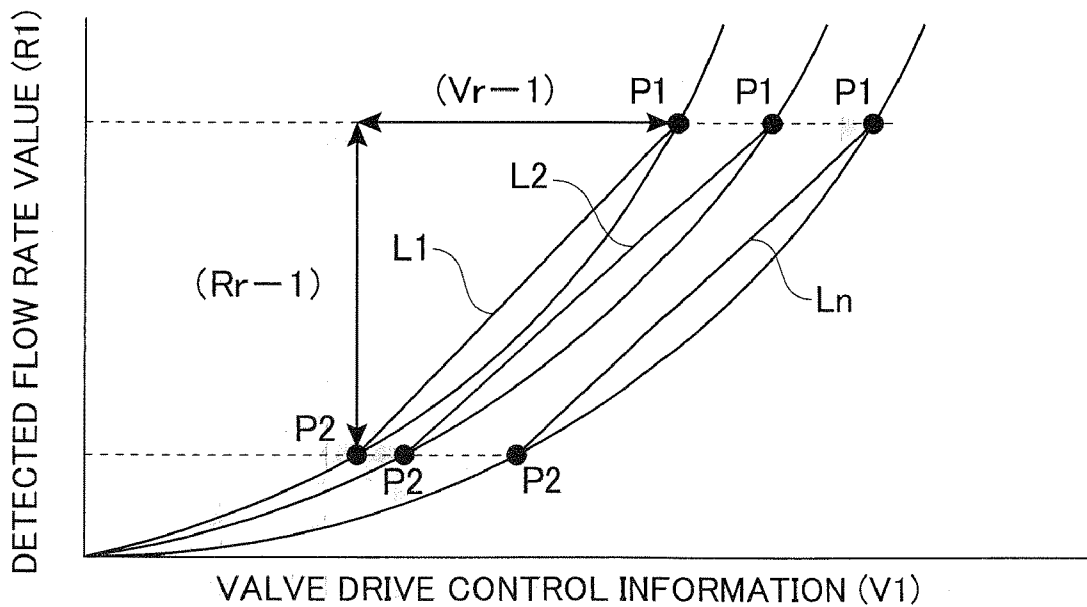 DETECTED FLOW RATE VALUE (R1)
(Vr−1)
P1
P1
P1
L2
L1
(Rr−1)
Ln
P2
P2
P2
VALVE DRIVE CONTROL INFORMATION (V1)